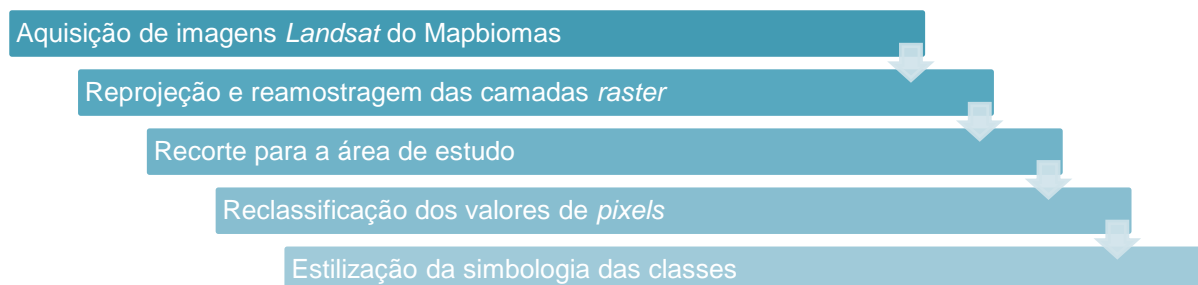 Aquisição de imagens Landsat do Mapbiomas
Reprojeção e reamostragem das camadas raster
Recorte para a área de estudo
Reclassificação dos valores de pixels
Estilização da simbologia das classes